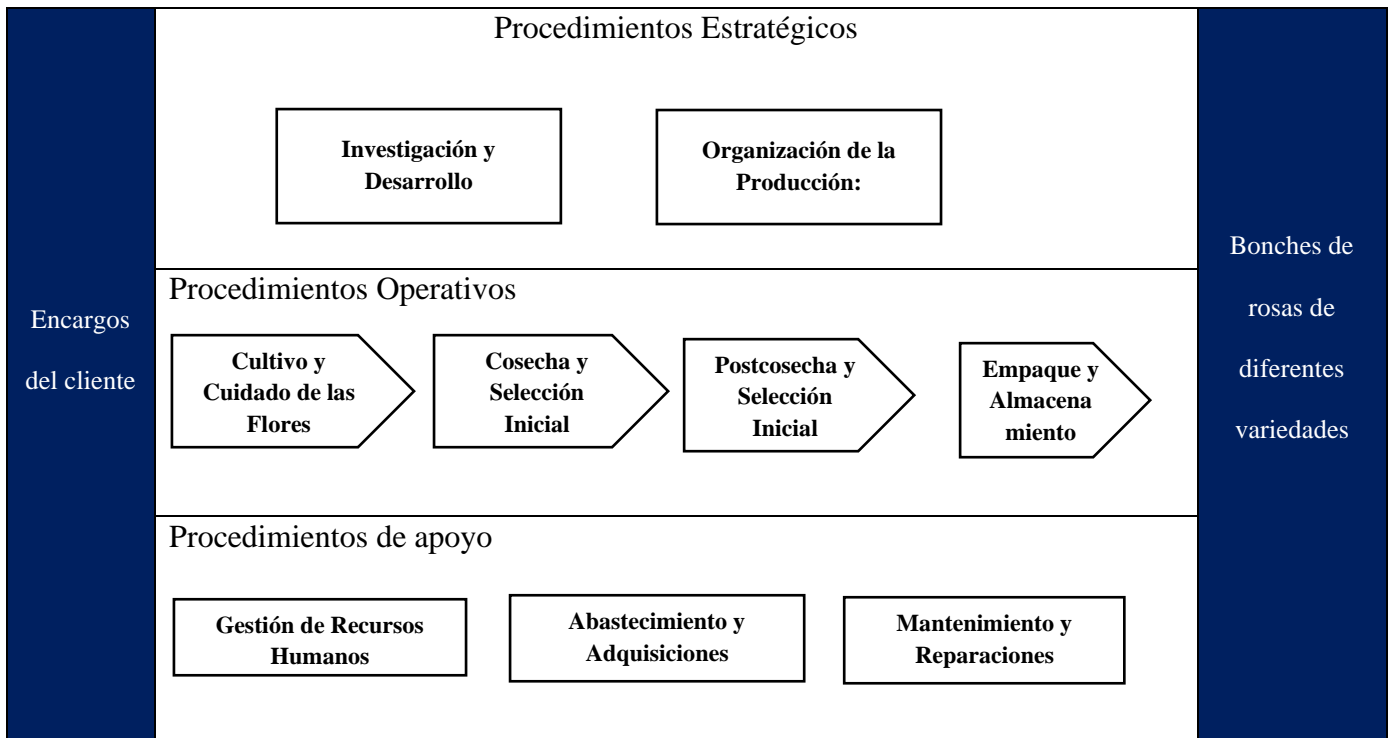 Procedimientos Estratégicos
Investigación y
Desarrollo
Organización de la
Producción:
Encargos
del cliente
Procedimientos Operativos
Cultivo y
Cuidado de las
Flores
Cosecha y
Selección
Inicial
Postcosecha y
Selección
Inicial
Empaque y
Almacena
miento
Bonches de
rosas de
diferentes
variedades
Procedimientos de apoyo
Gestión de Recursos
Humanos
Abastecimiento y
Adquisiciones
Mantenimiento y
Reparaciones